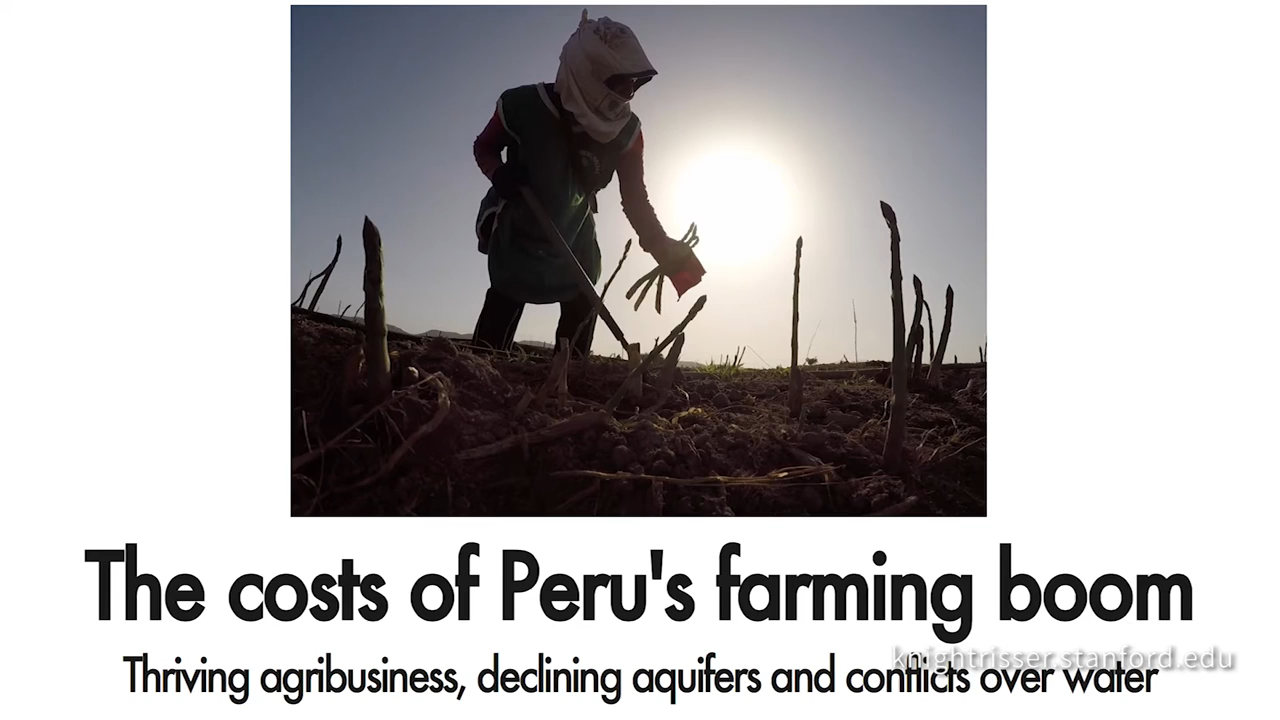 The costs of Peru's farming boom
knightrisser.stanford.edu
Thriving agribusiness, declining aquifers and conflicts over water